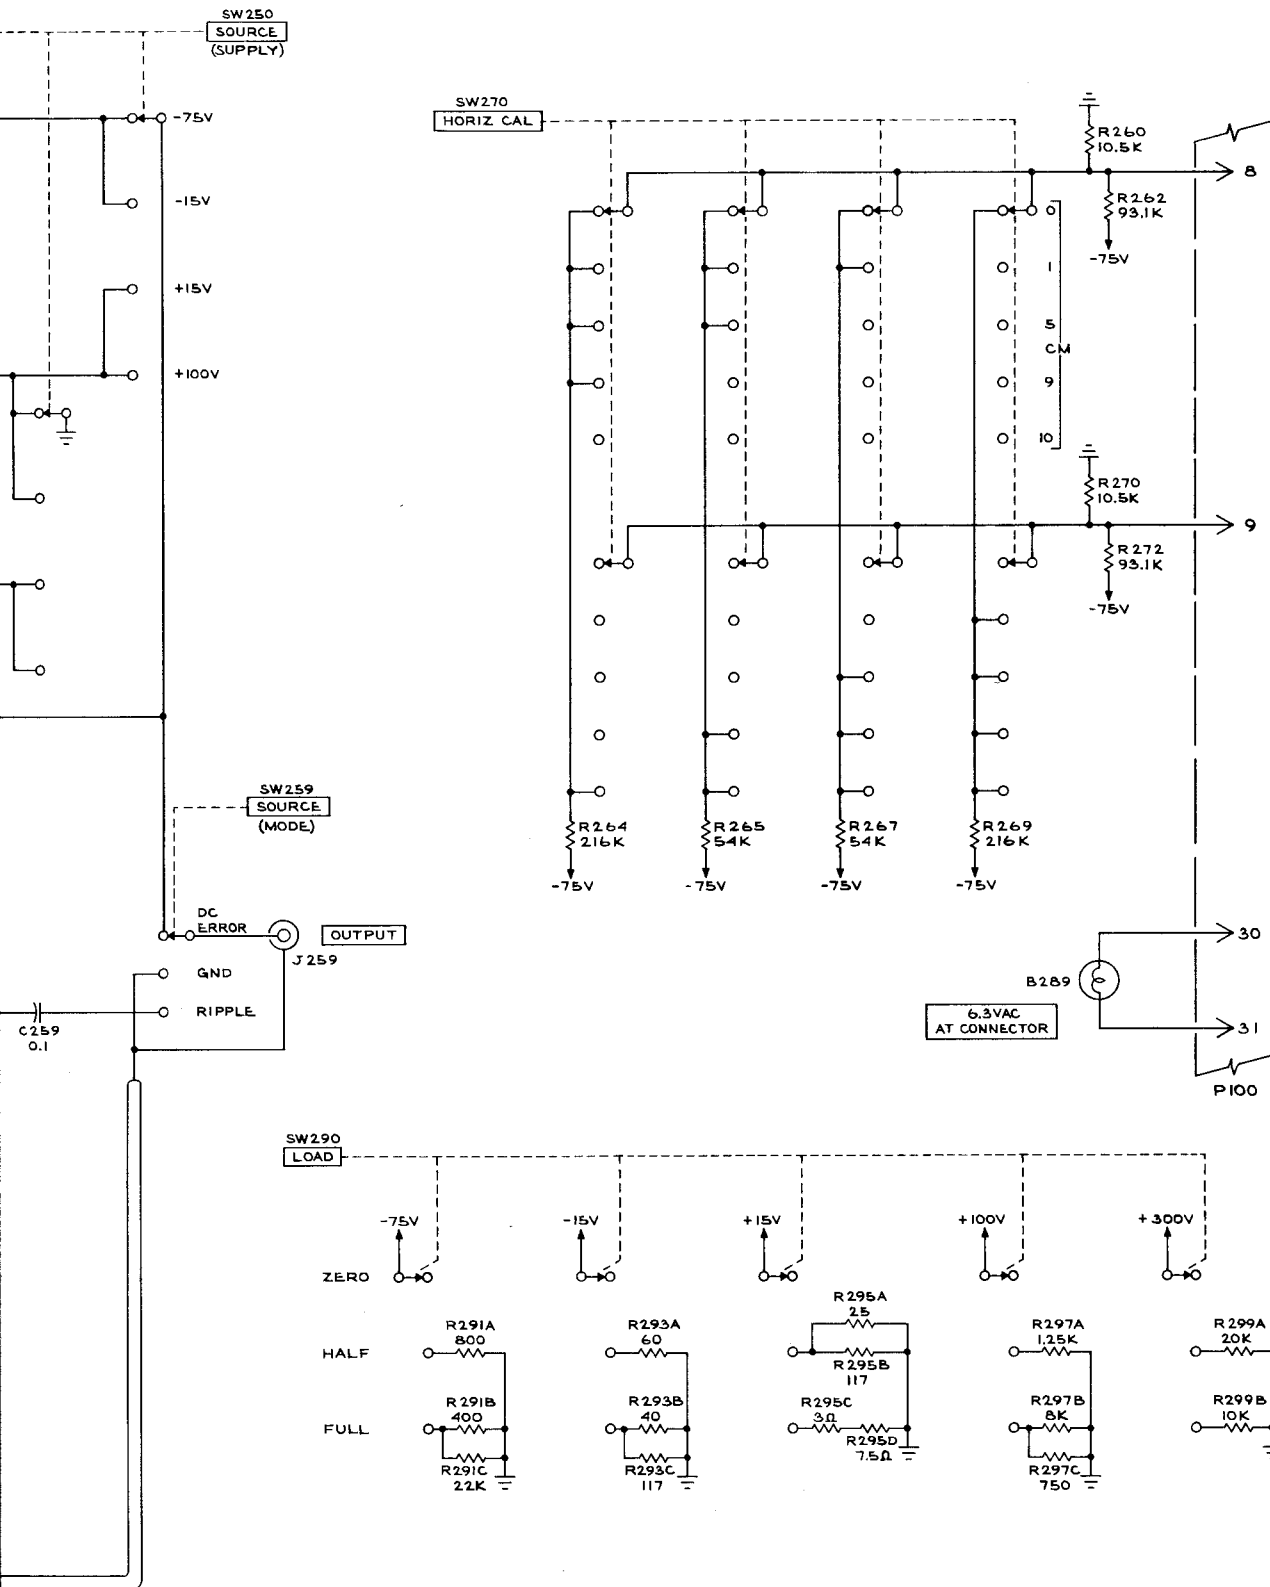 SW250
SOURCE
(SUPPLY)
-75V
-15V
+15V
+100V
SW270
HORIZ CAL
R260
10.5K
8
R262
93.1K
-75V
0
1
5
CM
9
10
R270
10.5K
9
R272
93.1K
-75V
R264
216K
-75V
R265
54K
-75V
R267
54K
-75V
R269
216K
-75V
SW259
SOURCE
(MODE)
DC
ERROR
OUTPUT
J259
GND
RIPPLE
C259
0.1
30
B289
6.3VAC
AT CONNECTOR
31
P100
SW290
LOAD
-75V
-15V
+15V
+100V
+300V
ZERO
HALF
FULL
R291A
800
R291B
400
R291C
22K
R293A
60
R293B
40
R293C
117
R295A
25
R295B
117
R295C
3Ω
R295D
7.5Ω
R297A
1.25K
R297B
8K
R297C
750
R299A
20K
R299B
10K